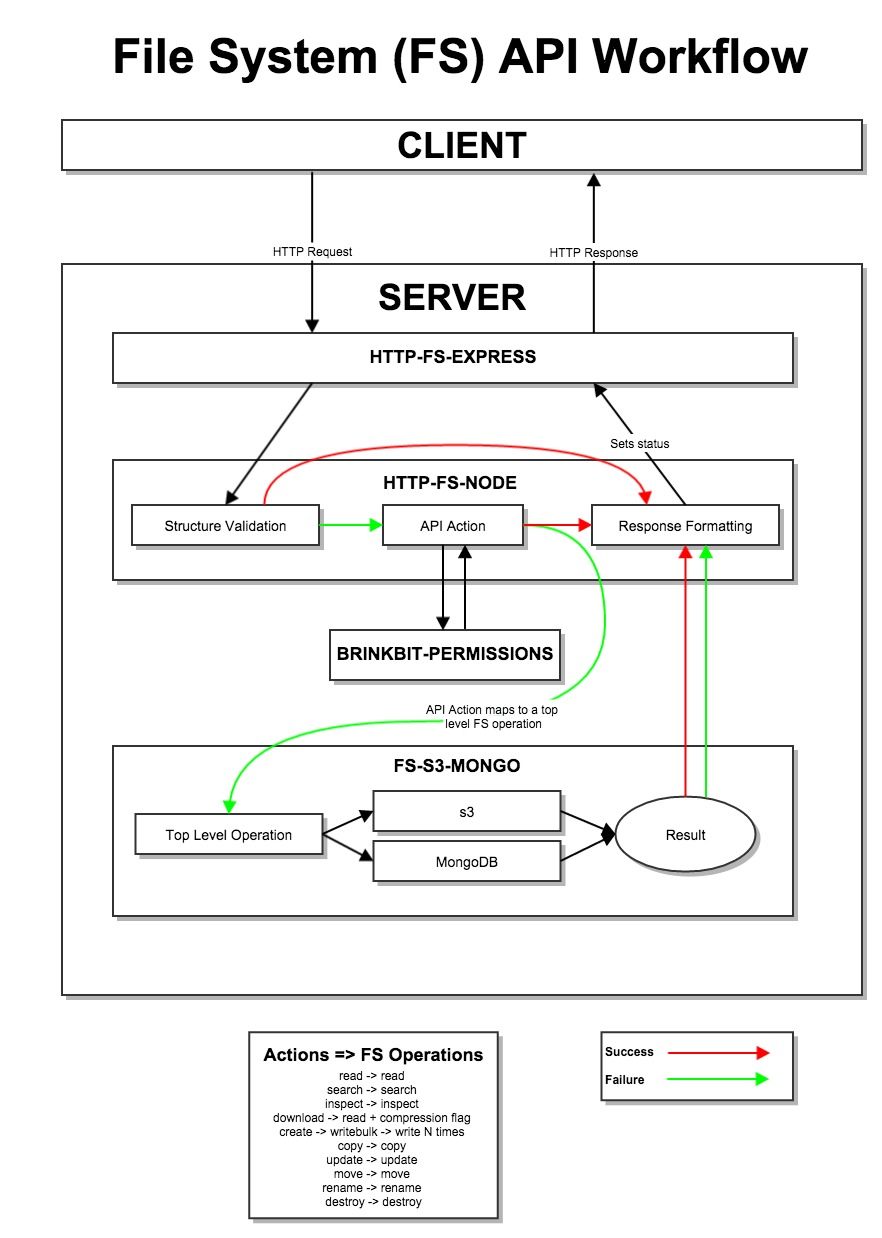 File System (FS) API Workflow
CLIENT
HTTP Request
HTTP Response
SERVER
HTTP-FS-EXPRESS
Sets status
HTTP-FS-NODE
Structure Validation
API Action
Response Formatting
BRINKBIT-PERMISSIONS
API Action maps to a top
level FS operation
FS-S3-MONGO
s3
Top Level Operation
Result
MongoDB
Actions => FS Operations
read -> read
search -> search
inspect -> inspect
download -> read + compression flag
create -> writebulk -> write N times
copy -> copy
update -> update
move -> move
rename -> rename
destroy -> destroy
Success
Failure